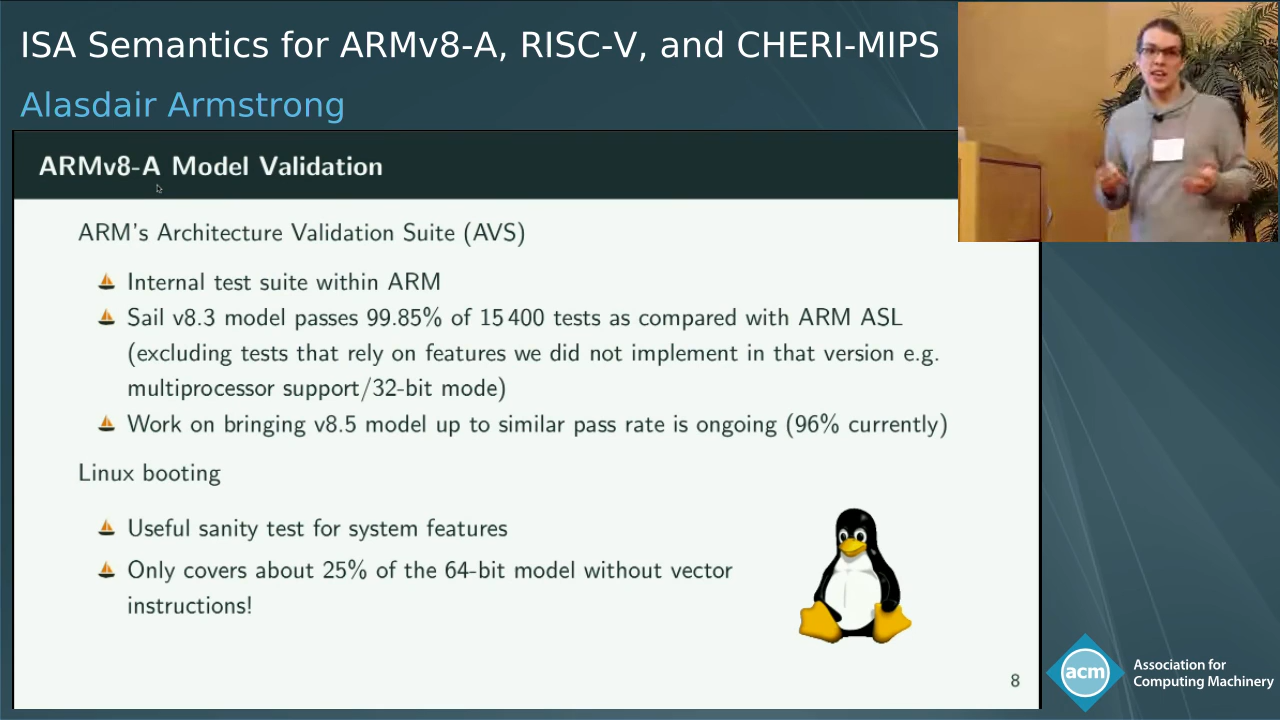 ISA Semantics for ARMv8-A, RISC-V, and CHERI-MIPS
Alasdair Armstrong
ARMv8-A Model Validation
ARM's Architecture Validation Suite (AVS)
Internal test suite within ARM
Sail v8.3 model passes 99.85% of 15 400 tests as compared with ARM ASL
(excluding tests that rely on features we did not implement in that version e.g.
multiprocessor support/32-bit mode)
Work on bringing v8.5 model up to similar pass rate is ongoing (96% currently)
Linux booting
Useful sanity test for system features
Only covers about 25% of the 64-bit model without vector
instructions!
8
acm
Association for
Computing Machinery